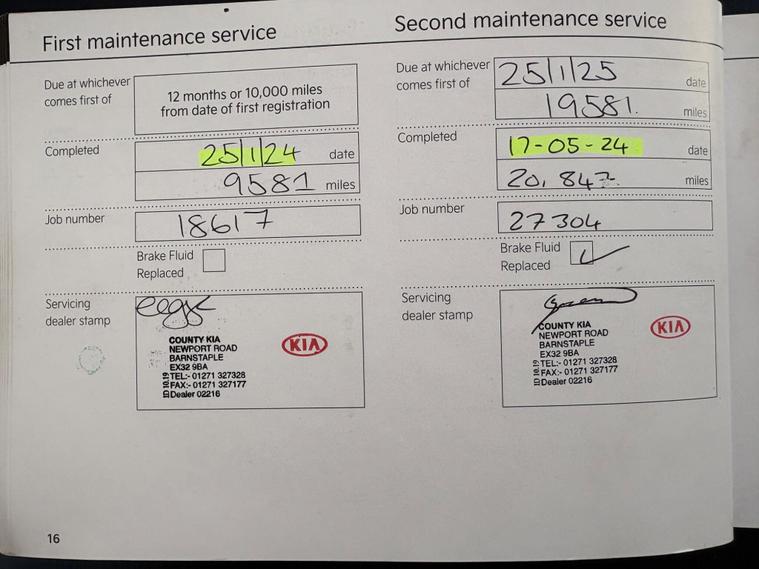 First maintenance service
Due at whichever
comes first of
12 months or 10,000 miles
from date of first registration
Completed
25/1/24 date
9581 miles
Job number
18617
Brake Fluid
Replaced
Servicing
dealer stamp
COUNTY KIA
NEWPORT ROAD
BARNSTAPLE
EX32 9BA
TEL:- 01271 327328
FAX:- 01271 327177
Dealer 02216
KIA
16
Second maintenance service
Due at whichever
comes first of
25/1/25 date
19581. miles
Completed
17-05-24 date
20,847 miles
Job number
27304
Brake Fluid
Replaced
Servicing
dealer stamp
COUNTY KIA
NEWPORT ROAD
BARNSTAPLE
EX32 9BA
TEL:- 01271 327328
FAX:- 01271 327177
Dealer 02216
KIA